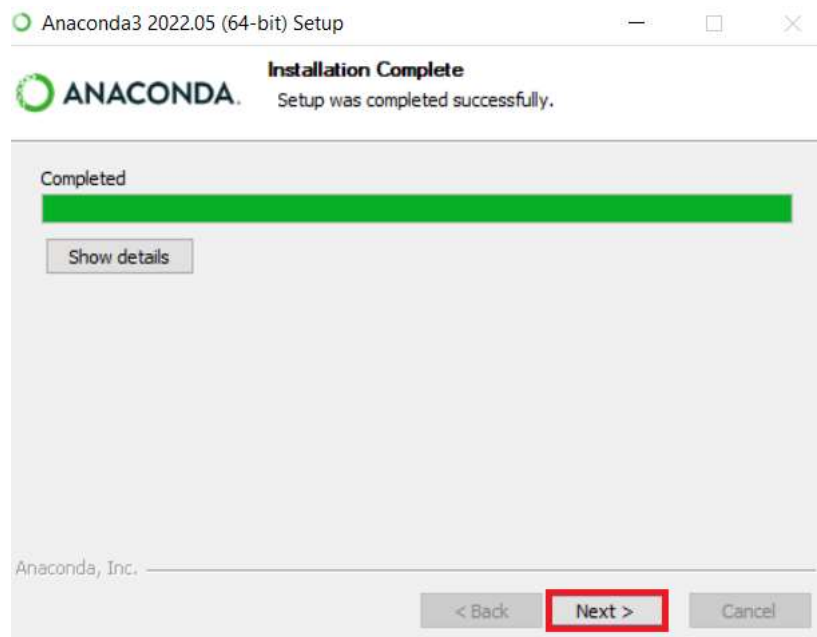 Anaconda3 2022.05 (64-bit) Setup
ANACONDA.
Installation Complete
Setup was completed successfully.
Completed
Show details
Anaconda, Inc.
< Back
Next >
Cancel